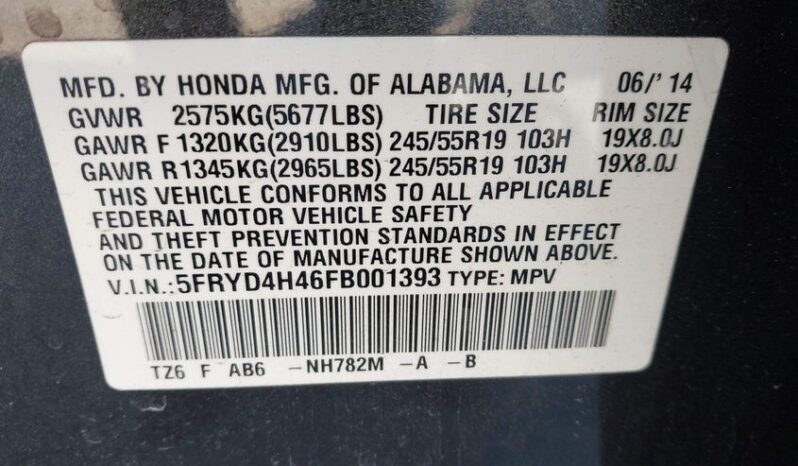 MFD. BY HONDA MFG. OF ALABAMA, LLC 06/' 14
GVWR 2575KG(5677LBS) TIRE SIZE RIM SIZE
GAWR F 1320KG(2910LBS) 245/55R19 103H 19X8.0J
GAWR R1345KG(2965LBS) 245/55R19 103H 19X8.0J
THIS VEHICLE CONFORMS TO ALL APPLICABLE
FEDERAL MOTOR VEHICLE SAFETY
AND THEFT PREVENTION STANDARDS IN EFFECT
ON THE DATE OF MANUFACTURE SHOWN ABOVE.
V.I.N.:5FRYD4H46FB001393 TYPE: MPV
TZ6 F AB6 -NH782M -A -B